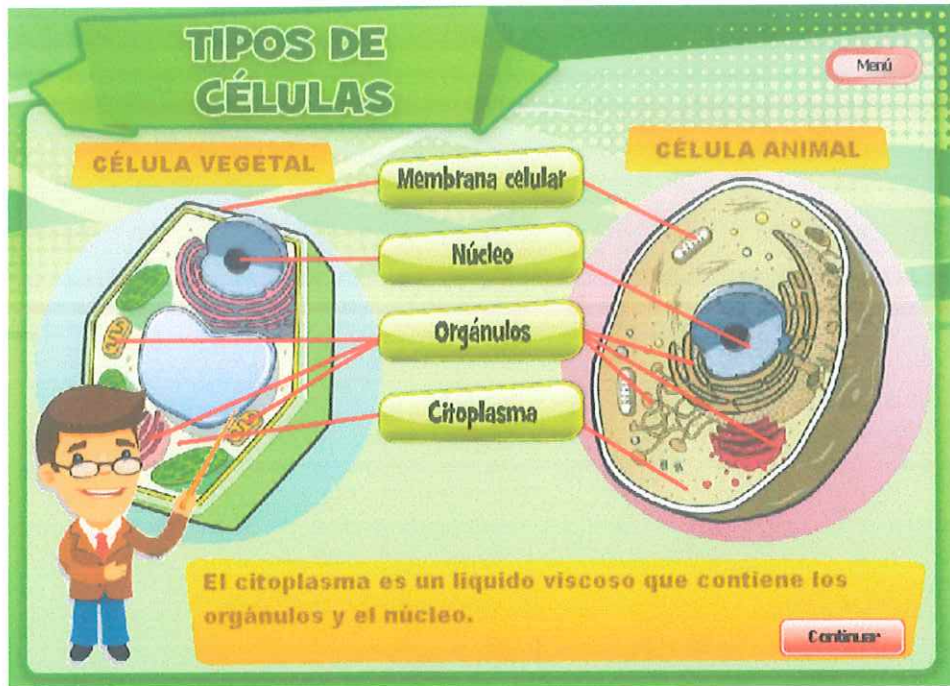 TIPOS DE
CÉLULAS
Menú
CÉLULA VEGETAL
CÉLULA ANIMAL
Membrana celular
Núcleo
Orgánulos
Citoplasma
El citoplasma es un líquido viscoso que contiene los
orgánulos y el núcleo.
Continuar